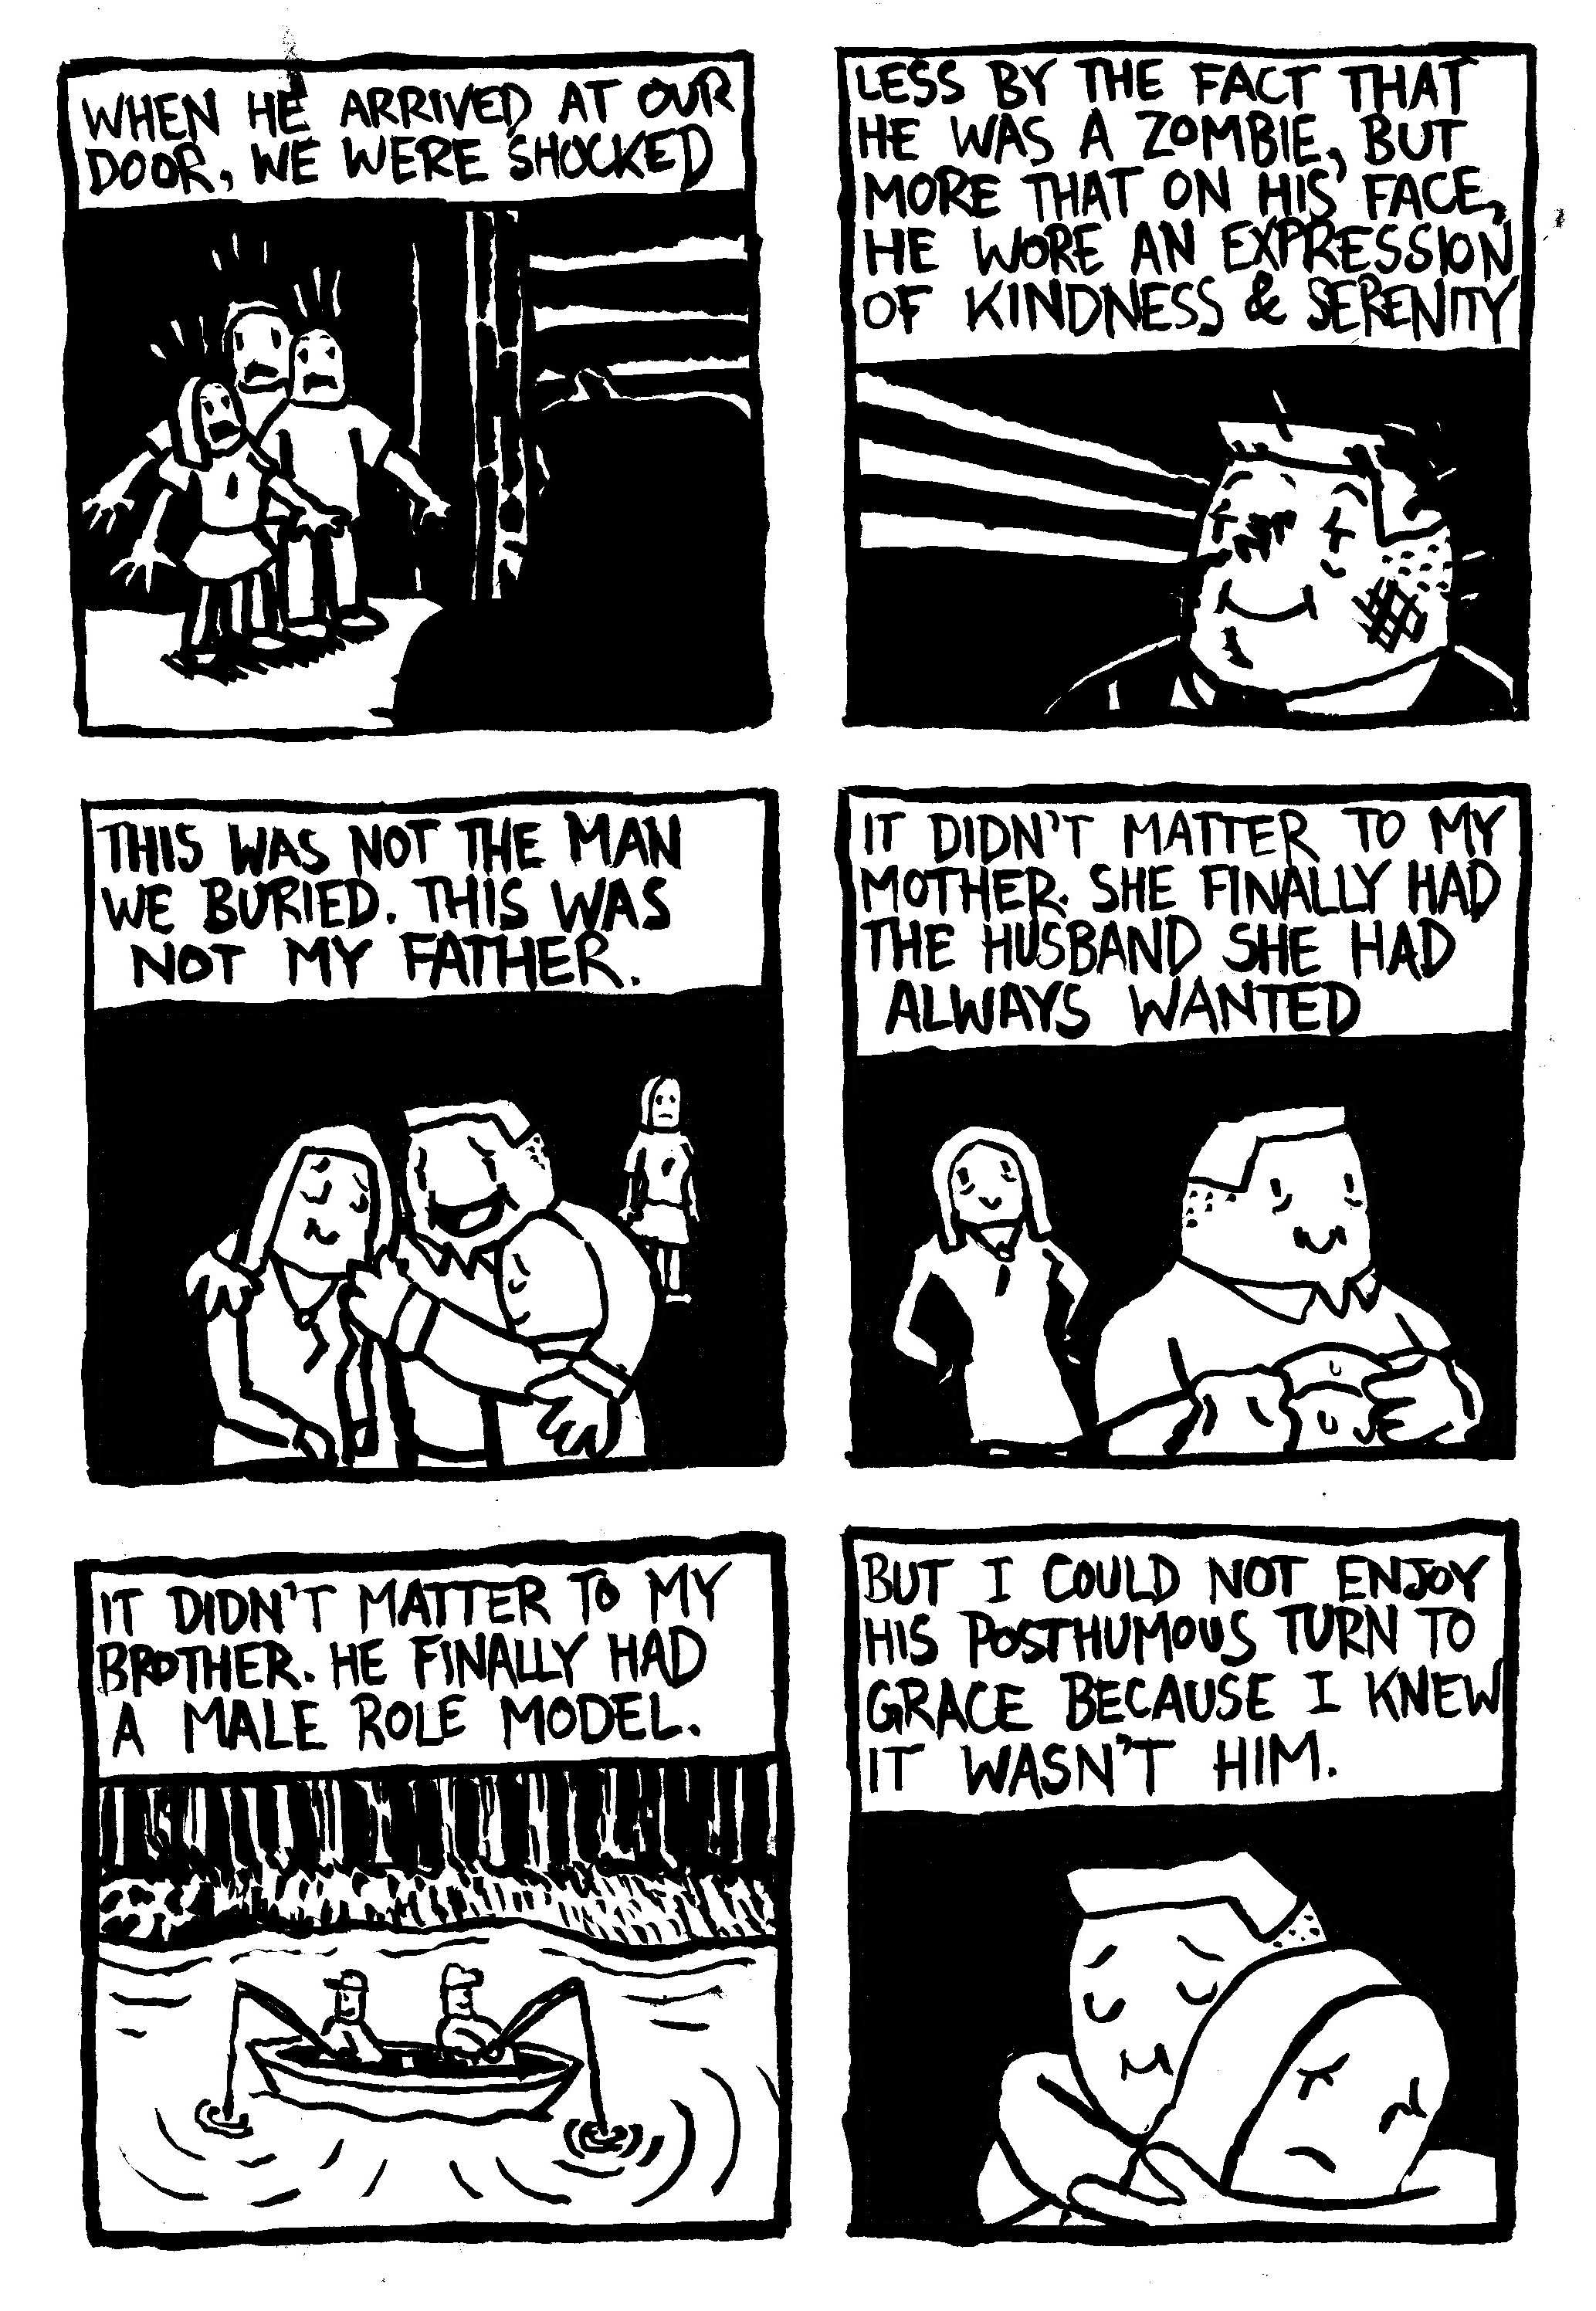 WHEN HE ARRIVED AT OUR
DOOR, WE WERE SHOCKED
LESS BY THE FACT THAT
HE WAS A ZOMBIE, BUT
MORE THAT ON HIS FACE,
HE WORE AN EXPRESSION
OF KINDNESS & SERENITY
THIS WAS NOT THE MAN
WE BURIED. THIS WAS
NOT MY FATHER.
IT DIDN'T MATTER TO MY
MOTHER. SHE FINALLY HAD
THE HUSBAND SHE HAD
ALWAYS WANTED
IT DIDN'T MATTER TO MY
BROTHER. HE FINALLY HAD
A MALE ROLE MODEL.
BUT I COULD NOT ENJOY
HIS POSTHUMOUS TURN TO
GRACE BECAUSE I KNEW
IT WASN'T HIM.